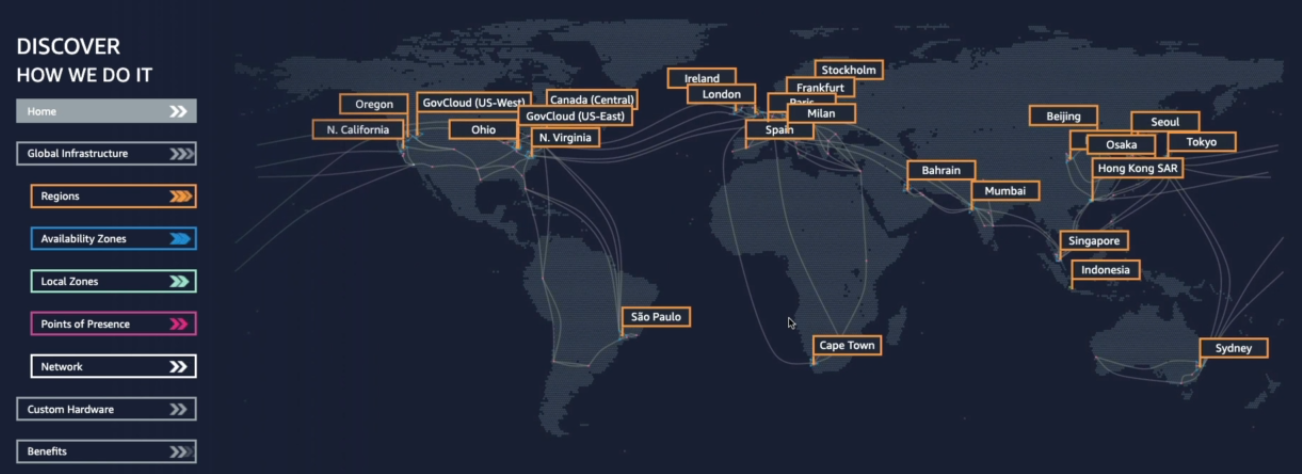 DISCOVER
HOW WE DO IT
Home
Global Infrastructure
Regions
Availability Zones
Local Zones
Points of Presence
Network
Custom Hardware
Benefits
Oregon
GovCloud (US-West)
Canada (Central)
GovCloud (US-East)
N. California
Ohio
N. Virginia
São Paulo
Ireland
London
Stockholm
Frankfurt
Paris
Milan
Spain
Cape Town
Bahrain
Mumbai
Beijing
Seoul
Osaka
Tokyo
Hong Kong SAR
Singapore
Indonesia
Sydney